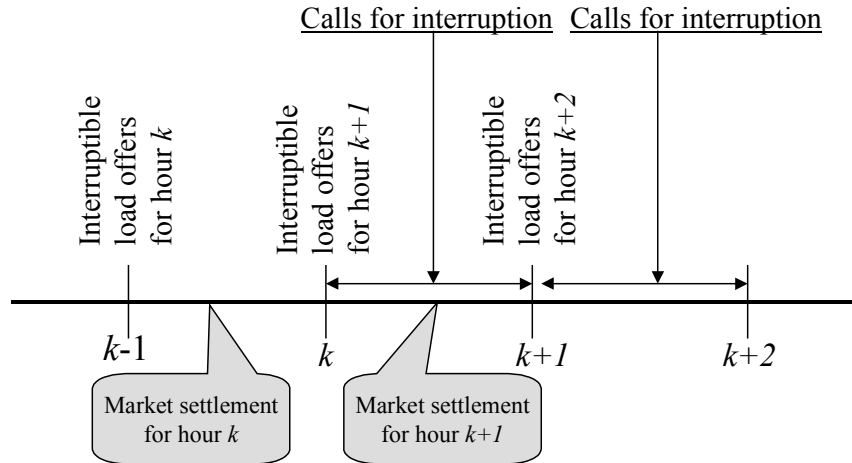 Calls for interruption
Calls for interruption
Interruptible
load offers
for hour k
Interruptible
load offers
for hour k+1
Interruptible
load offers
for hour k+2
k-1
k
k+1
k+2
Market settlement
for hour k
Market settlement
for hour k+1